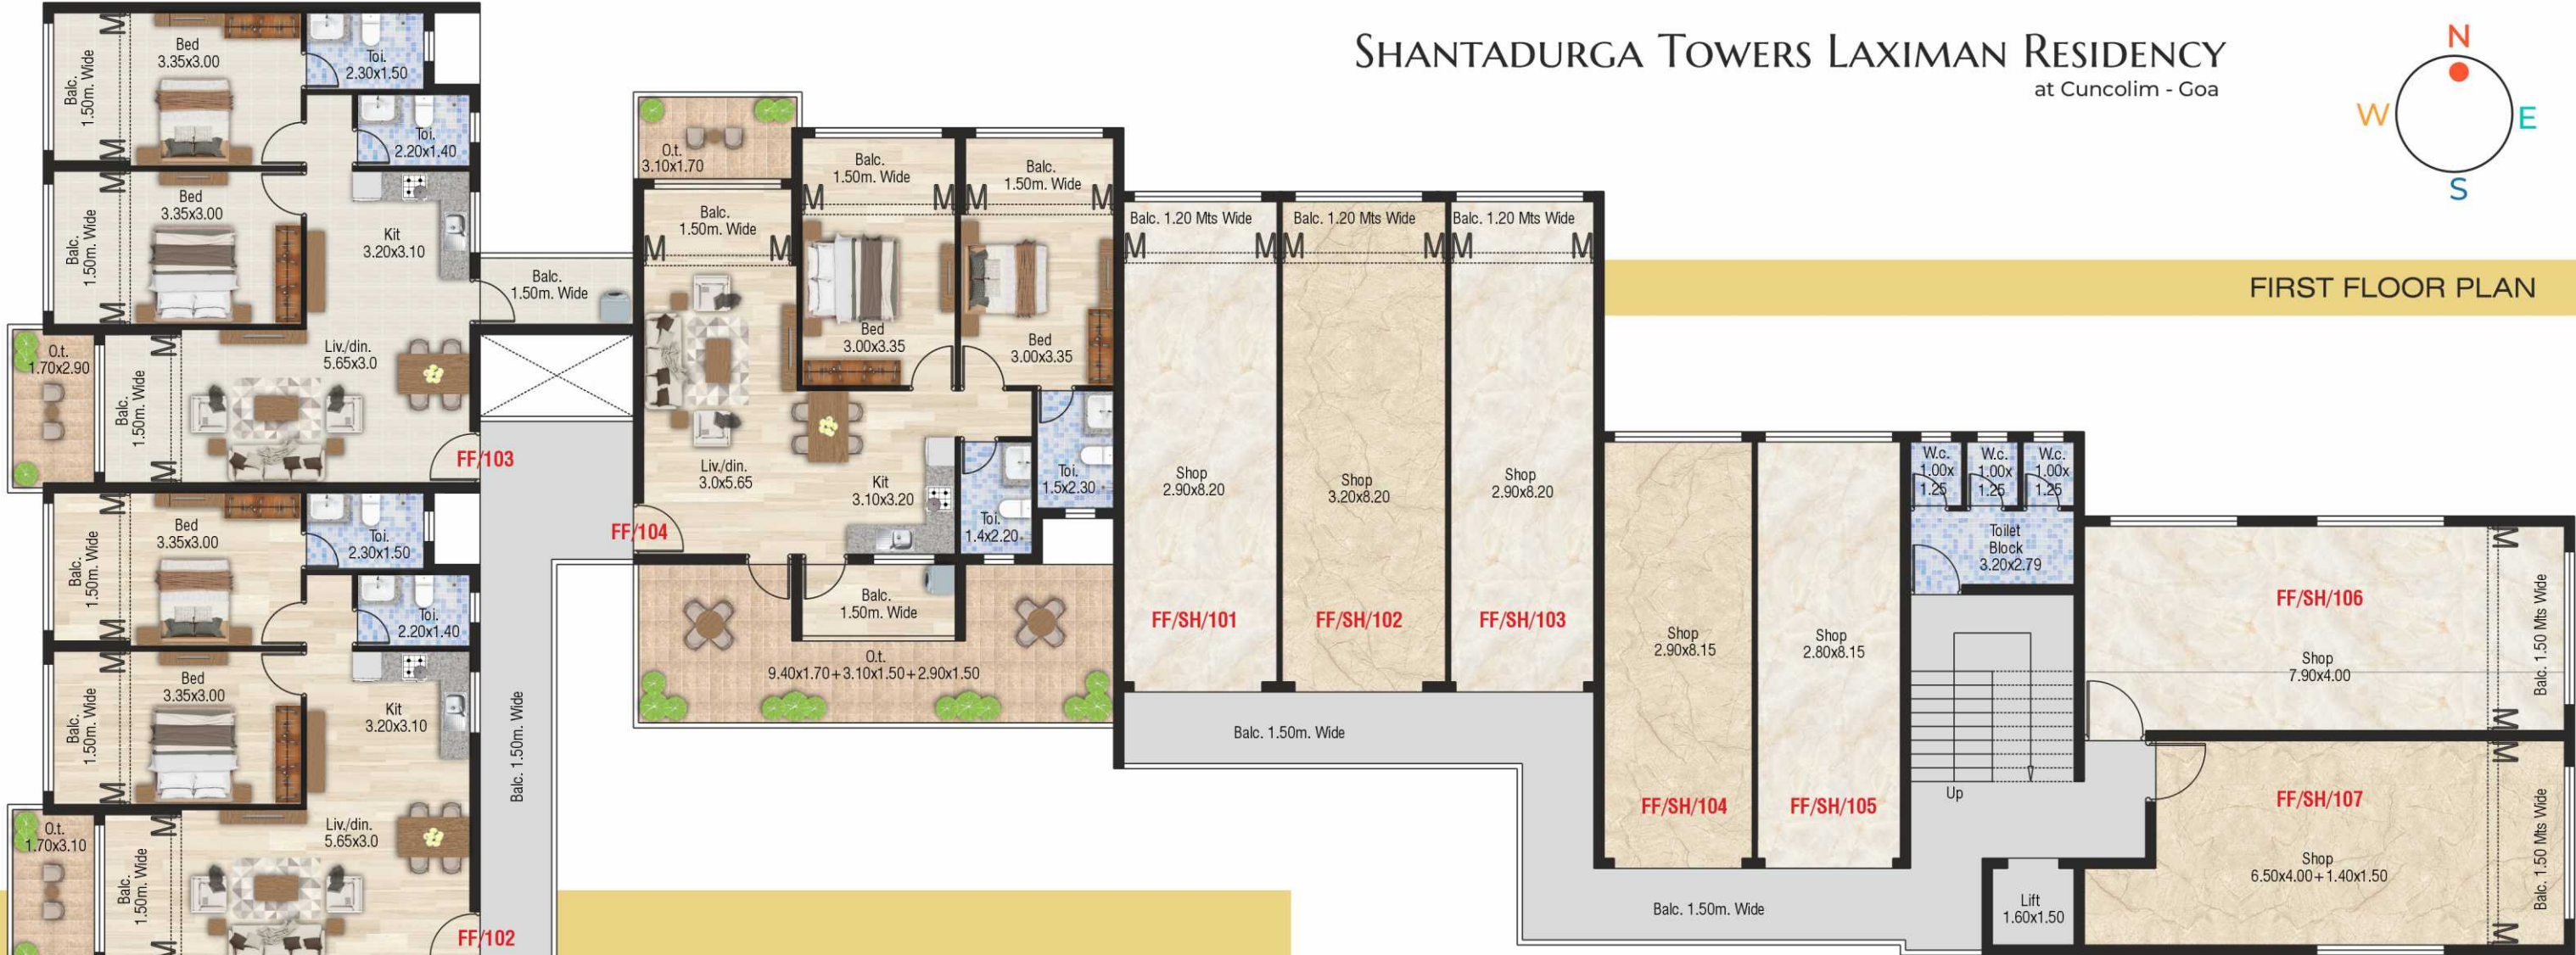 SHANTADURGA TOWERS LAXIMAN RESIDENCY
at Cuncolim - Goa
N
W
E
S
FIRST FLOOR PLAN
Balc.
1.50m. Wide
Bed
3.35x3.00
Toi.
2.30x1.50
Toi.
2.20x1.40
Balc.
1.50m. Wide
Bed
3.35x3.00
Kit
3.20x3.10
Balc.
1.50m. Wide
O.t.
1.70x2.90
Balc.
1.50m. Wide
Liv./din.
5.65x3.0
FF/103
Balc.
1.50m. Wide
Bed
3.35x3.00
Toi.
2.30x1.50
Toi.
2.20x1.40
Balc.
1.50m. Wide
Bed
3.35x3.00
Kit
3.20x3.10
O.t.
1.70x3.10
Balc.
1.50m. Wide
Liv./din.
5.65x3.0
FF/102
Balc. 1.50m. Wide
O.t.
3.10x1.70
Balc.
1.50m. Wide
Balc.
1.50m. Wide
Balc.
1.50m. Wide
Bed
3.00x3.35
Bed
3.00x3.35
Liv./din.
3.0x5.65
Kit
3.10x3.20
Toi.
1.4x2.20
Toi.
1.5x2.30
FF/104
Balc.
1.50m. Wide
O.t.
9.40x1.70+3.10x1.50+2.90x1.50
Balc. 1.20 Mts Wide
Balc. 1.20 Mts Wide
Balc. 1.20 Mts Wide
Shop
2.90x8.20
Shop
3.20x8.20
Shop
2.90x8.20
FF/SH/101
FF/SH/102
FF/SH/103
Balc. 1.50m. Wide
Shop
2.90x8.15
Shop
2.80x8.15
FF/SH/104
FF/SH/105
Balc. 1.50m. Wide
W.c.
1.00x
1.25
W.c.
1.00x
1.25
W.c.
1.00x
1.25
Toilet
Block
3.20x2.79
Up
Lift
1.60x1.50
FF/SH/106
Shop
7.90x4.00
Balc. 1.50 Mts Wide
FF/SH/107
Shop
6.50x4.00+1.40x1.50
Balc. 1.50 Mts Wide